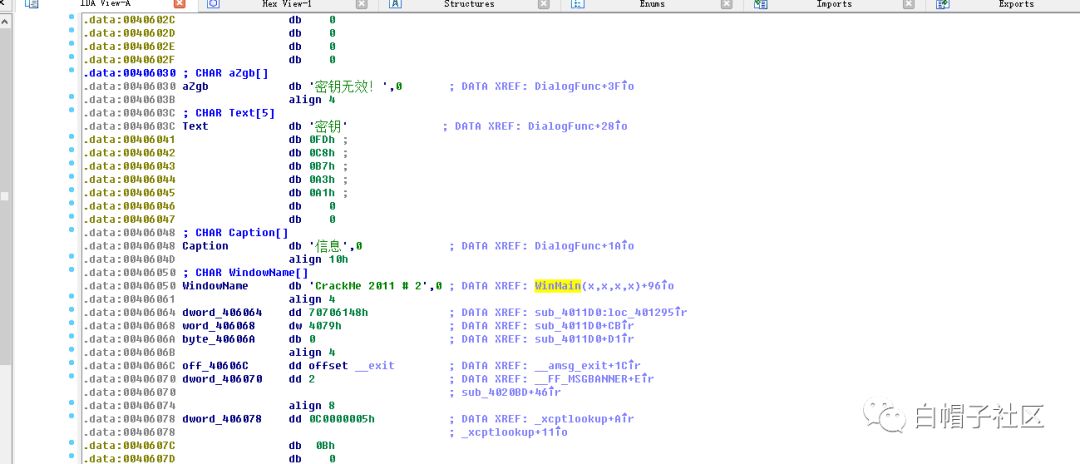 IDA View-A Hex View-1 Structures Enums Imports Exports
.data:0040602C db 0
.data:0040602D db 0
.data:0040602E db 0
.data:0040602F db 0
.data:00406030 ; CHAR aZgb[]
.data:00406030 aZgb db '密钥无效！',0 ; DATA XREF: DialogFunc+3F↑o
.data:0040603B align 4
.data:0040603C ; CHAR Text[5]
.data:0040603C Text db '密钥' ; DATA XREF: DialogFunc+28↑o
.data:00406041 db 0FDh ;
.data:00406042 db 0C8h ;
.data:00406043 db 0B7h ;
.data:00406044 db 0A3h ;
.data:00406045 db 0A1h ;
.data:00406046 db 0
.data:00406047 db 0
.data:00406048 ; CHAR Caption[]
.data:00406048 Caption db '信息',0 ; DATA XREF: DialogFunc+1A↑o
.data:0040604D align 10h
.data:00406050 ; CHAR WindowName[]
.data:00406050 WindowName db 'CrackMe 2011 # 2',0 ; DATA XREF: WinMain(x,x,x,x)+96↑o
.data:00406061 align 4
.data:00406064 dword_406064 dd 70706148h ; DATA XREF: sub_4011D0:loc_401295↑r
.data:00406068 word_406068 dw 4079h ; DATA XREF: sub_4011D0+CB↑r
.data:0040606A byte_40606A db 0 ; DATA XREF: sub_4011D0+D1↑r
.data:0040606B align 4
.data:0040606C off_40606C dd offset __exit ; DATA XREF: __amsg_exit+1C↑r
.data:00406070 dword_406070 dd 2 ; DATA XREF: __FF_MSGBANNER+E↑r
.data:00406070 ; sub_4020BD+46↑r
.data:00406074 align 8
.data:00406078 dword_406078 dd 0C0000005h ; DATA XREF: _xcptlookup+A↑r
.data:00406078 ; _xcptlookup+11↑o
.data:0040607C db 0Bh
.data:0040607D db 0
白帽子社区